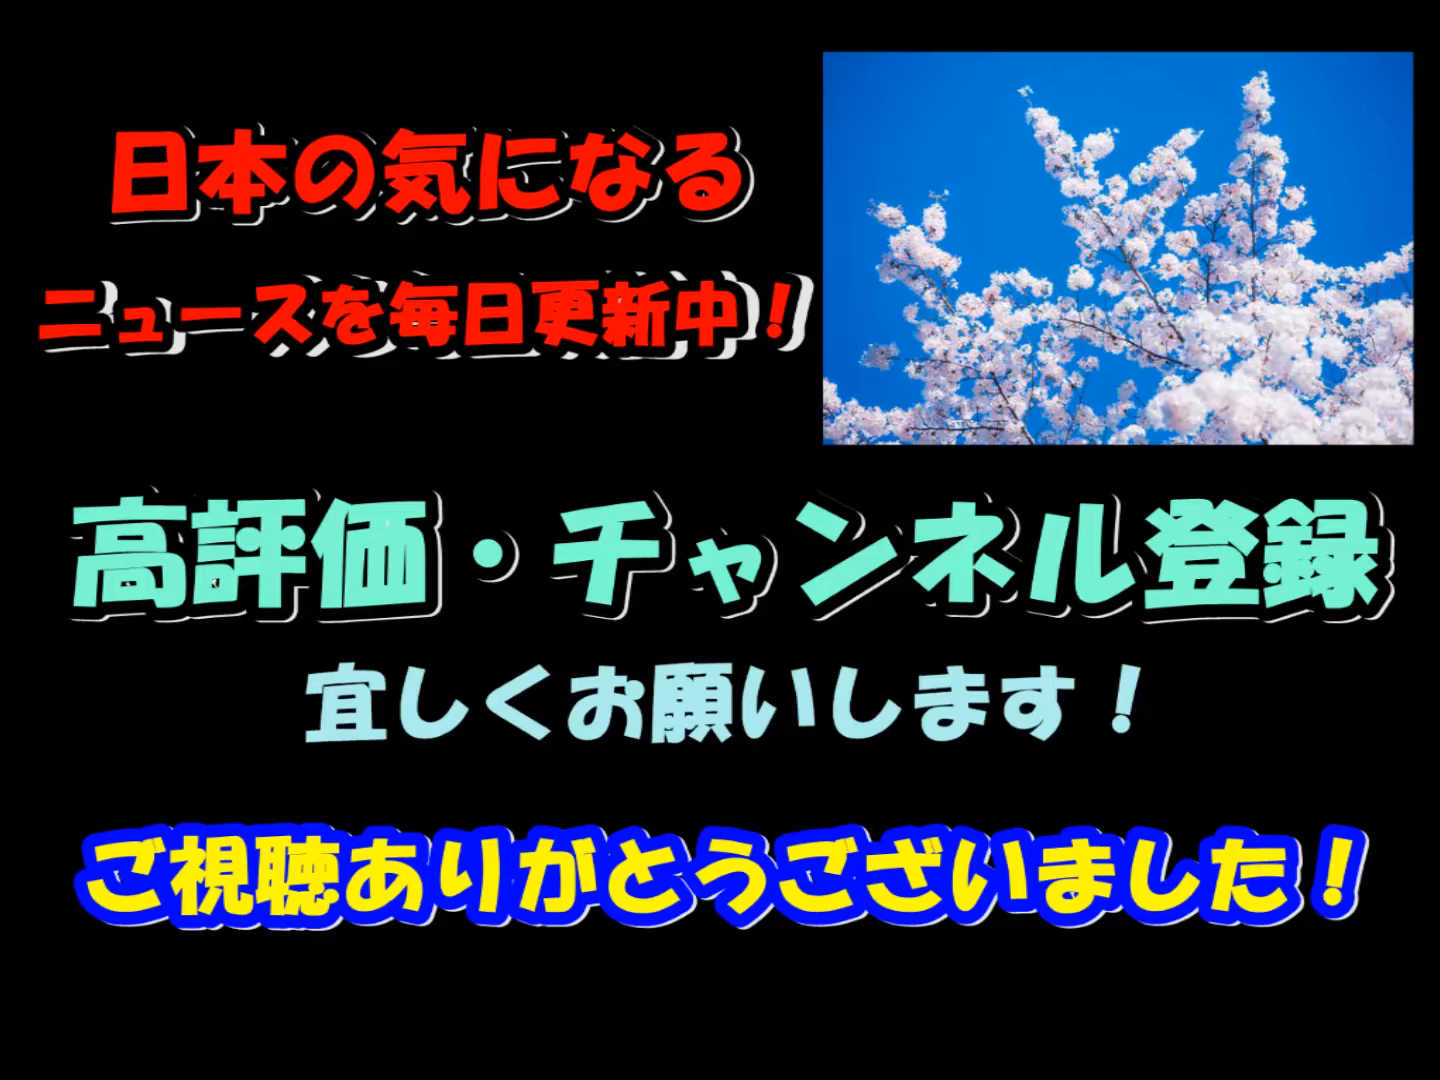 日本の気になる
ニュースを毎日更新中！
高評価・チャンネル登録
宜しくお願いします！
ご視聴ありがとうございました！